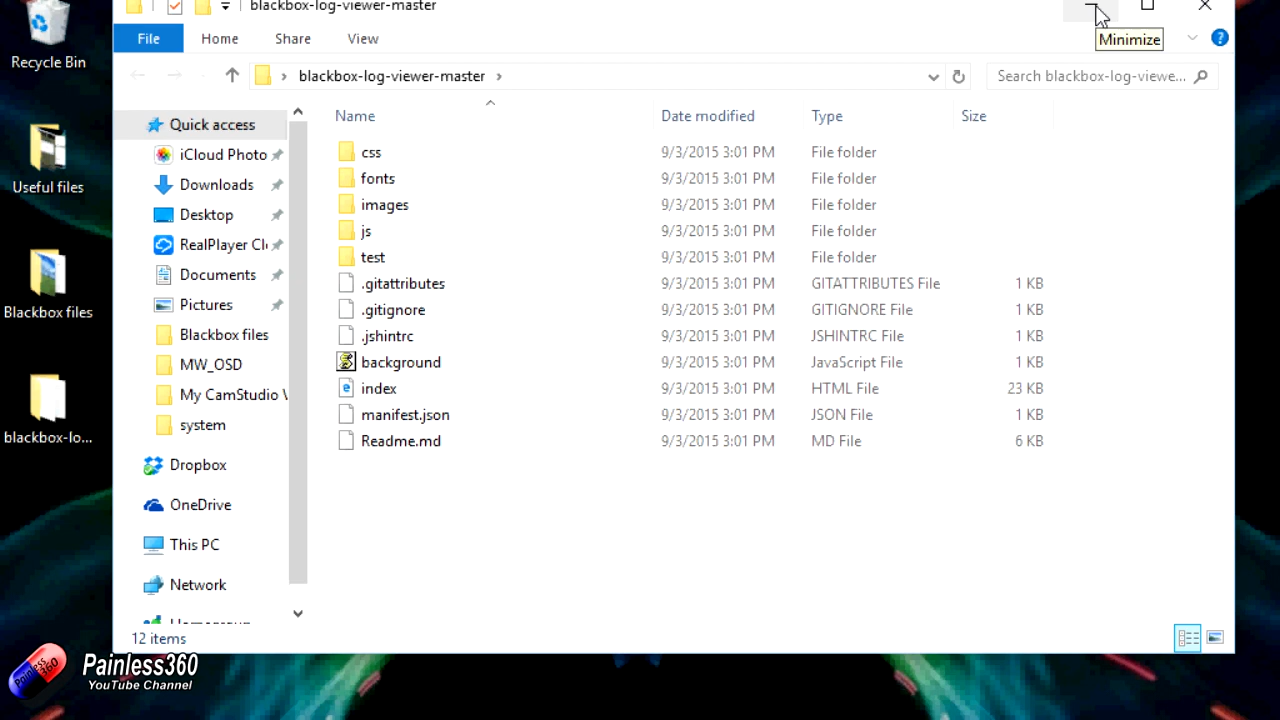 blackbox-log-viewer-master
Recycle Bin
File Home Share View
Minimize
blackbox-log-viewer-master
Search blackbox-log-viewe...
Name Date modified Type Size
Quick access
iCloud Photo
Downloads
Desktop
RealPlayer Cl
Documents
Pictures
Blackbox files
MW_OSD
My CamStudio V
system
Dropbox
OneDrive
This PC
Network
css 9/3/2015 3:01 PM File folder
fonts 9/3/2015 3:01 PM File folder
images 9/3/2015 3:01 PM File folder
js 9/3/2015 3:01 PM File folder
test 9/3/2015 3:01 PM File folder
.gitattributes 9/3/2015 3:01 PM GITATTRIBUTES File 1 KB
.gitignore 9/3/2015 3:01 PM GITIGNORE File 1 KB
.jshintrc 9/3/2015 3:01 PM JSHINTRC File 1 KB
background 9/3/2015 3:01 PM JavaScript File 1 KB
index 9/3/2015 3:01 PM HTML File 23 KB
manifest.json 9/3/2015 3:01 PM JSON File 1 KB
Readme.md 9/3/2015 3:01 PM MD File 6 KB
Useful files
Blackbox files
blackbox-lo...
12 items
Painless360
Painless360
YouTube Channel